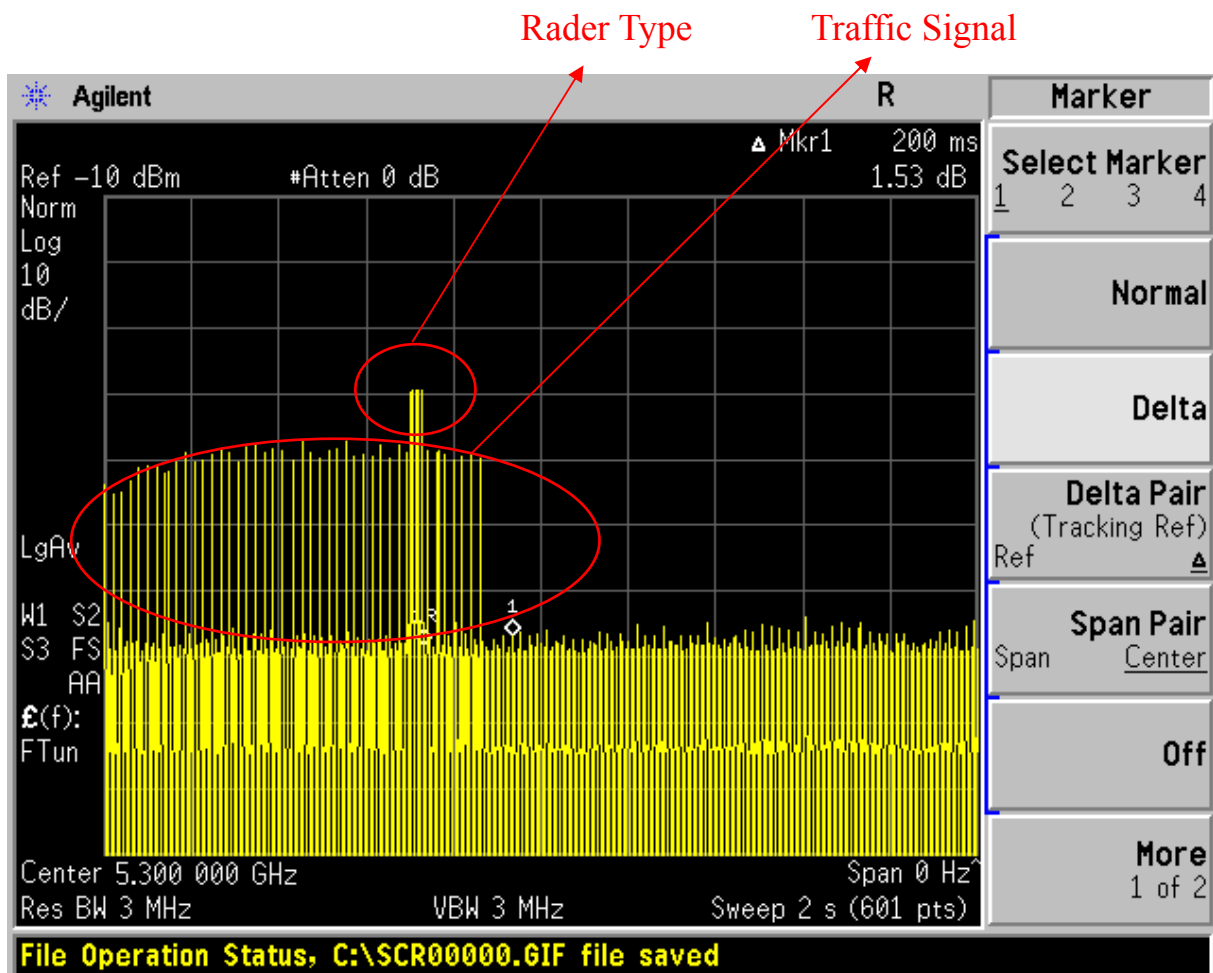 Rader Type
Traffic Signal
Agilent
R
Marker
Δ Mkr1 200 ms
Ref -10 dBm #Atten 0 dB 1.53 dB
Norm
Log
10
dB/
LgAv
W1 S2
S3 FS
AA
£(f):
FTun
1R
1
Center 5.300 000 GHz Span 0 Hz^
Res BW 3 MHz VBW 3 MHz Sweep 2 s (601 pts)
Select Marker
1 2 3 4
Normal
Delta
Delta Pair
(Tracking Ref)
Ref Δ
Span Pair
Span Center
Off
More
1 of 2
File Operation Status, C:\SCR00000.GIF file saved